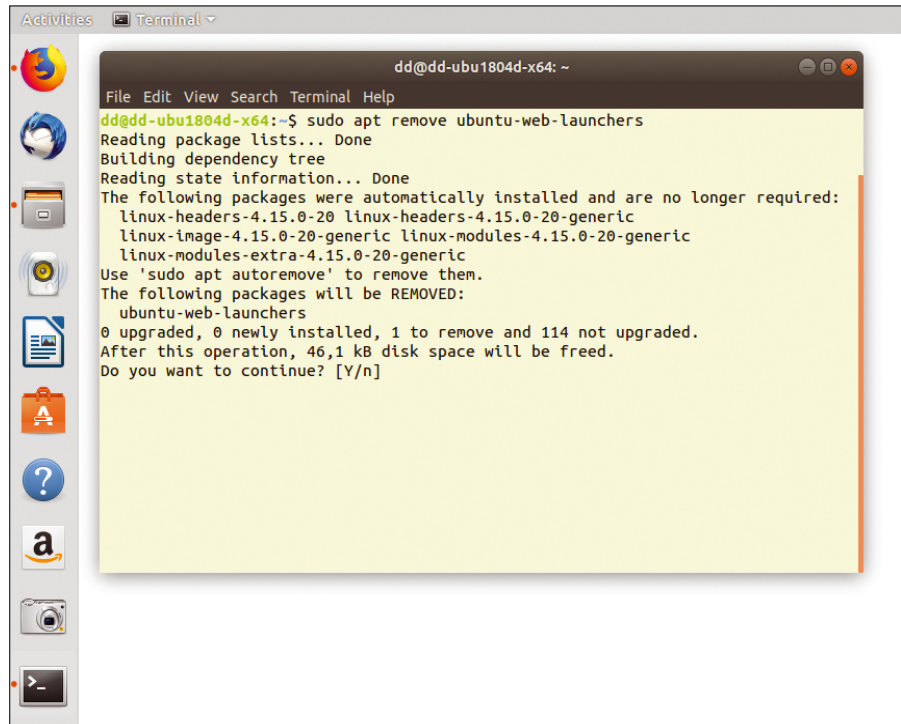 Activities Terminal
dd@dd-ubu1804d-x64: ~
File Edit View Search Terminal Help
dd@dd-ubu1804d-x64:~$ sudo apt remove ubuntu-web-launchers
Reading package lists... Done
Building dependency tree
Reading state information... Done
The following packages were automatically installed and are no longer required:
linux-headers-4.15.0-20 linux-headers-4.15.0-20-generic
linux-image-4.15.0-20-generic linux-modules-4.15.0-20-generic
linux-modules-extra-4.15.0-20-generic
Use 'sudo apt autoremove' to remove them.
The following packages will be REMOVED:
ubuntu-web-launchers
0 upgraded, 0 newly installed, 1 to remove and 114 not upgraded.
After this operation, 46,1 kB disk space will be freed.
Do you want to continue? [Y/n]
A
?
a
>_